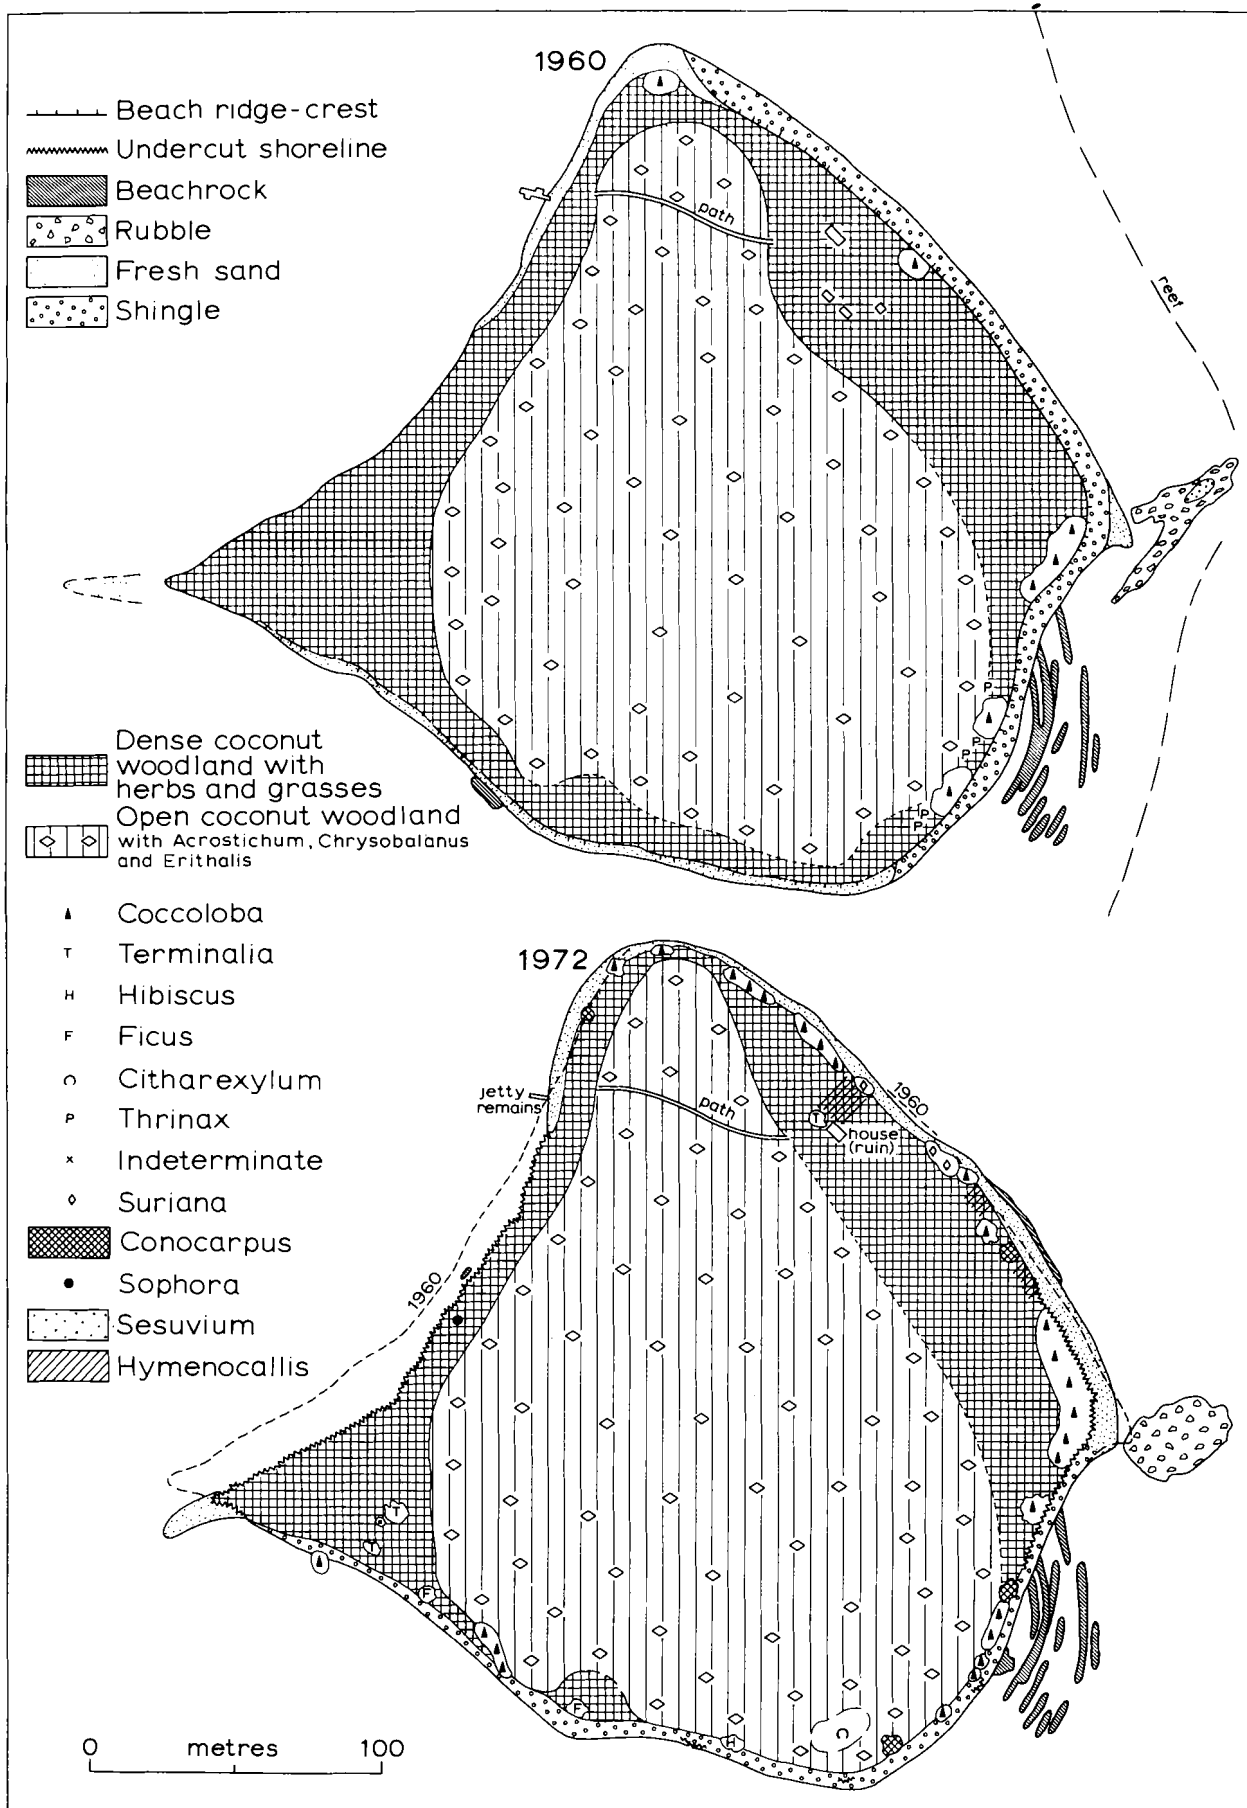 1960
Beach ridge-crest
Undercut shoreline
Beachrock
Rubble
Fresh sand
Shingle
path
reef
P
P
P
P
P
Dense coconut
woodland with
herbs and grasses
Open coconut woodland
with Acrostichum, Chrysobalanus
and Erithalis
Coccoloba
T Terminalia
H Hibiscus
F Ficus
Citharexylum
P Thrinax
x Indeterminate
Suriana
Conocarpus
Sophora
Sesuvium
Hymenocallis
1972
jetty
remains
path
T
house
(ruin)
1960
1960
T
T
F
F
H
0 metres 100